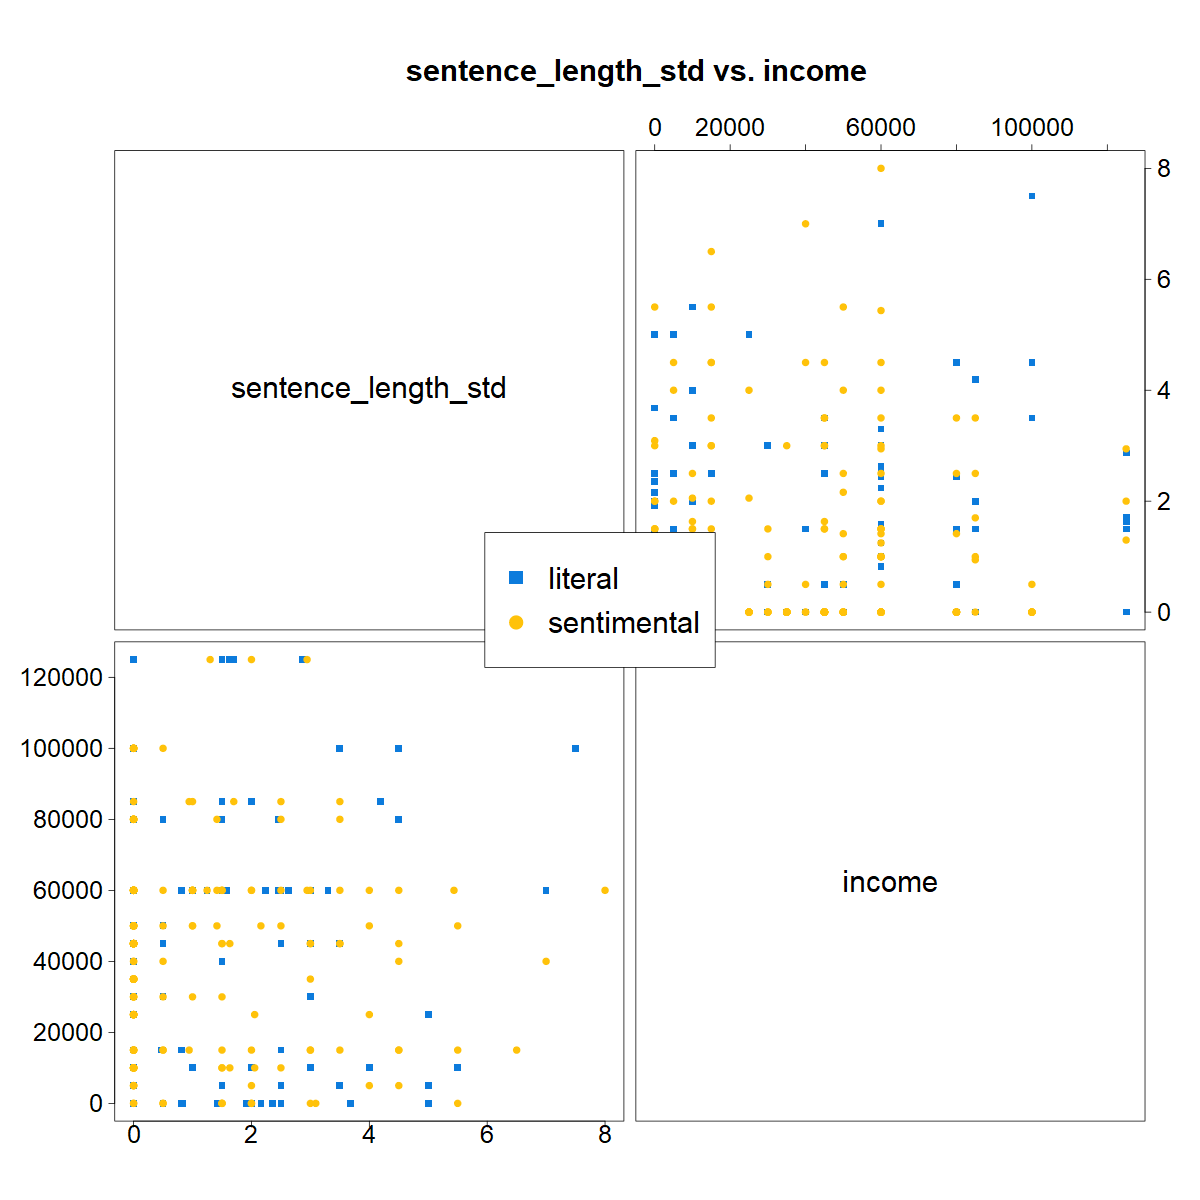 sentence_length_std vs. income
0 20000 60000 100000
8
6
4
2
0
sentence_length_std
literal
sentimental
120000
100000
80000
60000
40000
20000
0
income
0 2 4 6 8